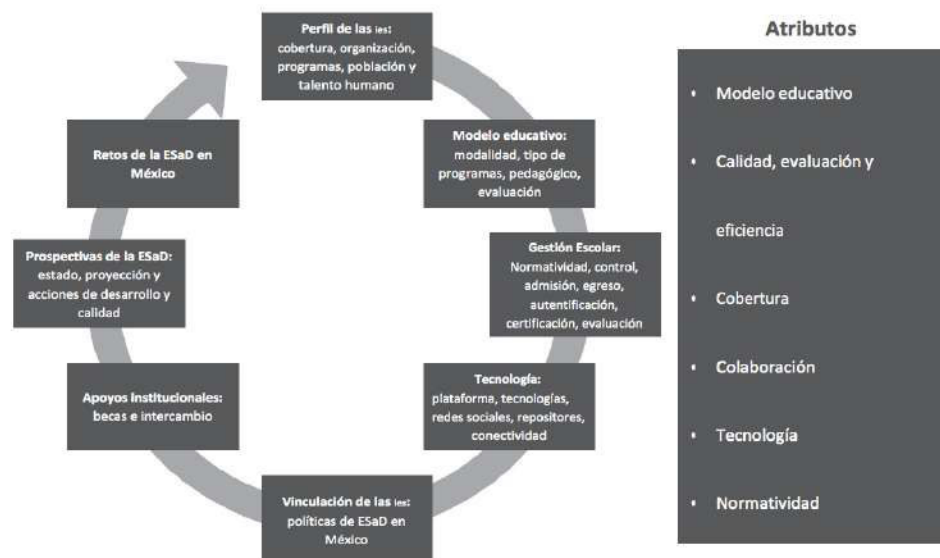 Perfil de las ies:
cobertura, organización,
programas, población y
talento humano
Modelo educativo:
modalidad, tipo de
programas, pedagógico,
evaluación
Gestión Escolar:
Normatividad, control,
admisión, egreso,
autentificación,
certificación, evaluación
Tecnología:
plataforma, tecnologías,
redes sociales, repositores,
conectividad
Vinculación de las ies:
políticas de ESaD en
México
Apoyos institucionales:
becas e intercambio
Prospectivas de la ESaD:
estado, proyección y
acciones de desarrollo y
calidad
Retos de la ESaD en
México
Atributos
• Modelo educativo
• Calidad, evaluación y
eficiencia
• Cobertura
• Colaboración
• Tecnología
• Normatividad